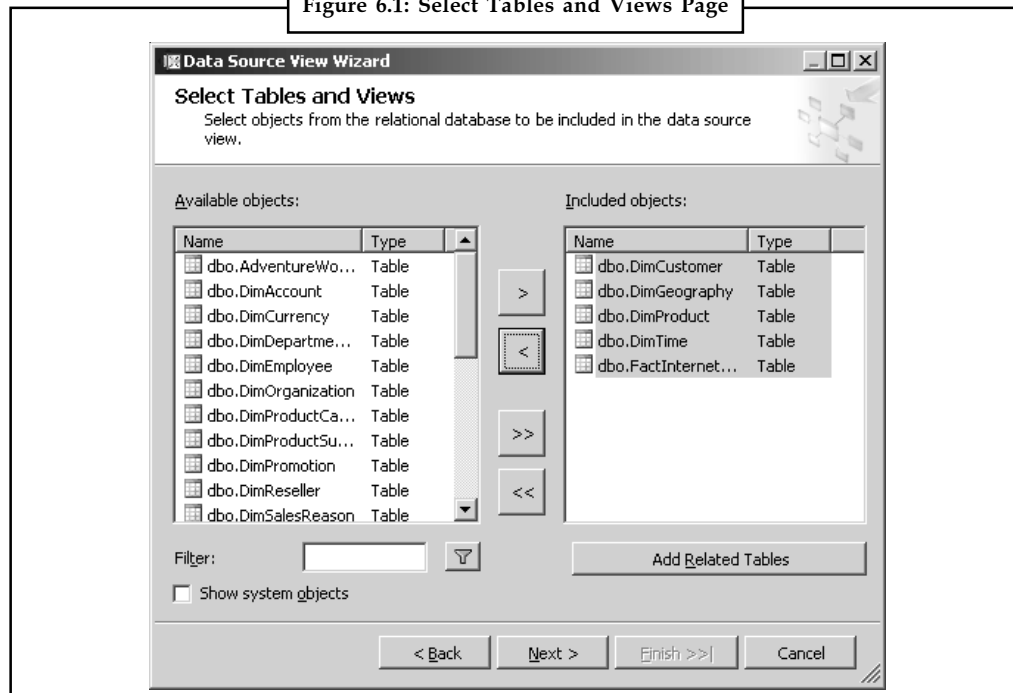 Figure 6.1: Select Tables and Views Page
Data Source View Wizard
Select Tables and Views
Select objects from the relational database to be included in the data source
view.
Available objects:
Name Type
dbo.AdventureWo... Table
dbo.DimAccount Table
dbo.DimCurrency Table
dbo.DimDepartme... Table
dbo.DimEmployee Table
dbo.DimOrganization Table
dbo.DimProductCa... Table
dbo.DimProductSu... Table
dbo.DimPromotion Table
dbo.DimReseller Table
dbo.DimSalesReason Table
>
<
>>
<<
Included objects:
Name Type
dbo.DimCustomer Table
dbo.DimGeography Table
dbo.DimProduct Table
dbo.DimTime Table
dbo.FactInternet... Table
Filter:
Add Related Tables
Show system objects
< Back Next > Finish >>| Cancel